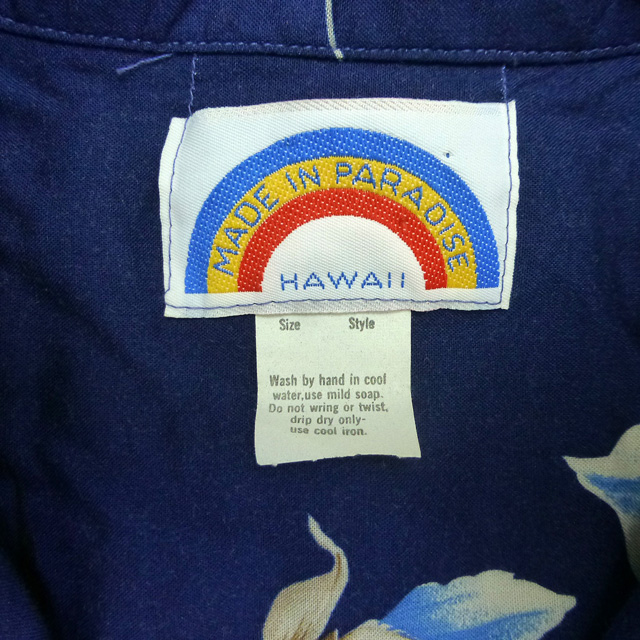 MADE IN PARADISE
HAWAII
Size Style
Wash by hand in cool
water,use mild soap.
Do not wring or twist,
drip dry only-
use cool iron.